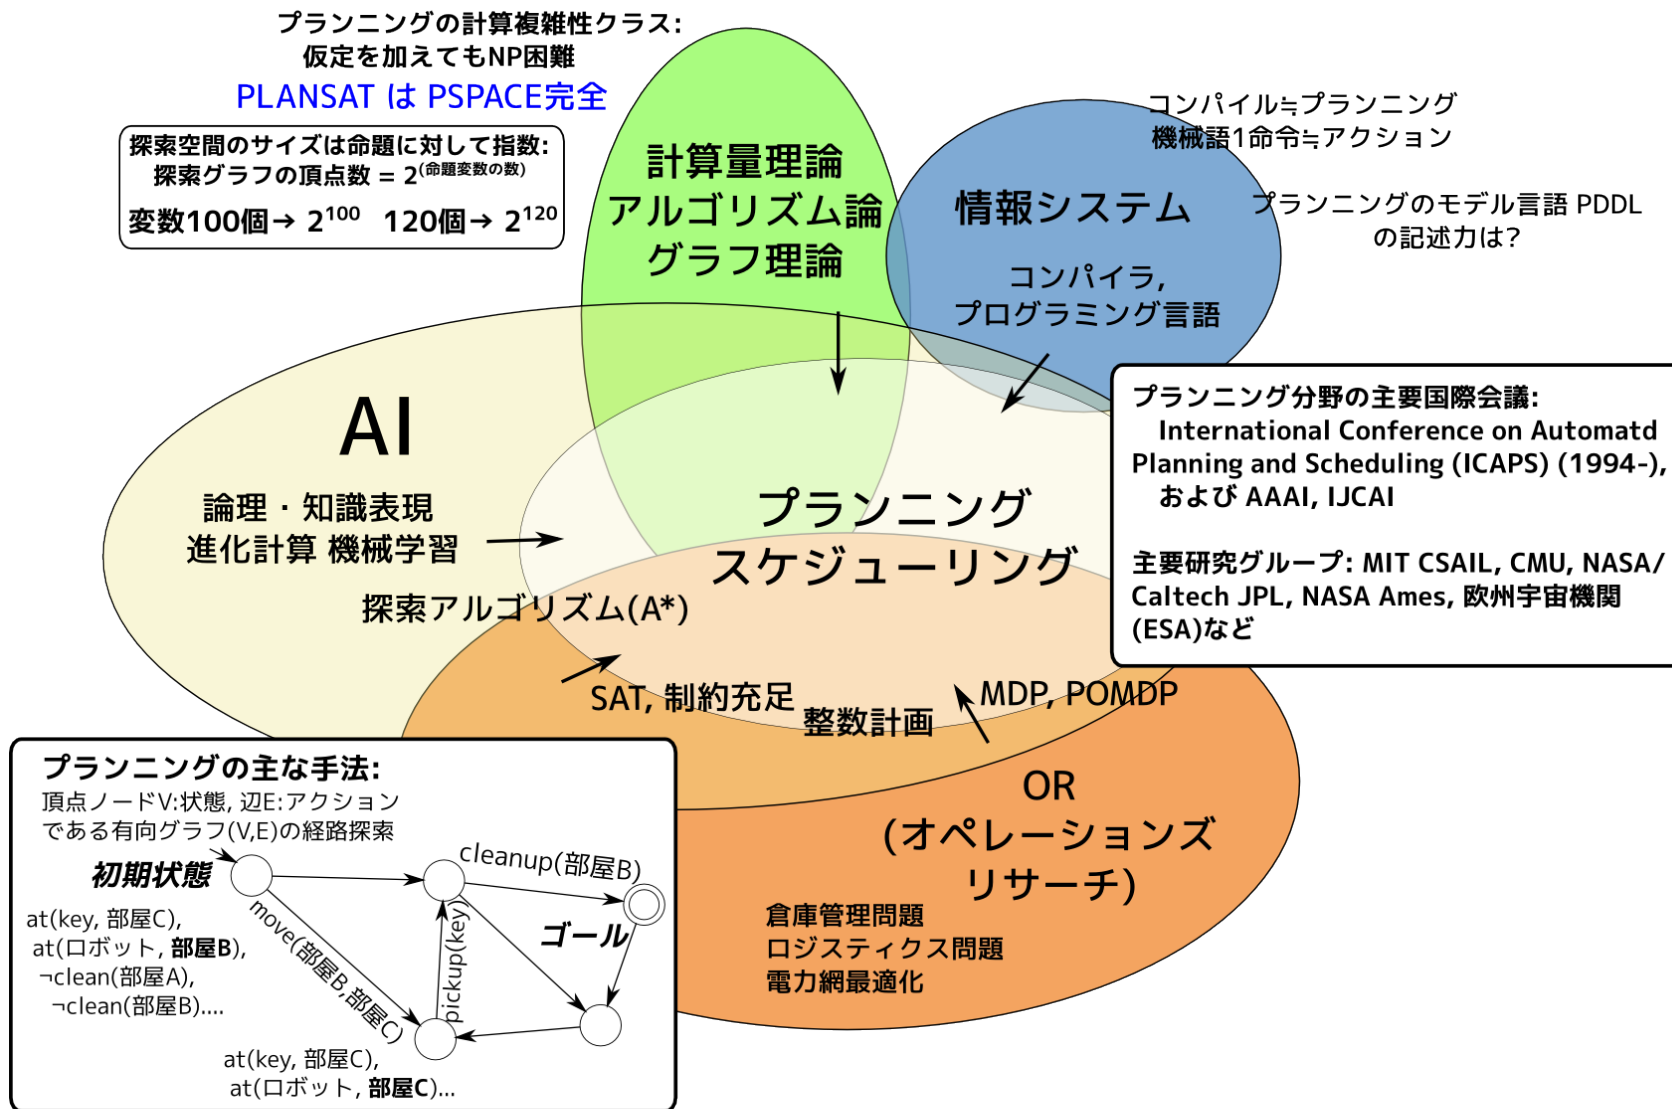 プランニングの計算複雑性クラス:
仮定を加えてもNP困難
PLANSAT は PSPACE完全
探索空間のサイズは命題に対して指数:
探索グラフの頂点数 = 2^(命題変数の数)
変数100個→ 2^100 120個→ 2^120
計算量理論
アルゴリズム論
グラフ理論
情報システム
コンパイラ,
プログラミング言語
コンパイル≒プランニング
機械語1命令≒アクション
プランニングのモデル言語 PDDL
の記述力は?
AI
論理・知識表現
進化計算 機械学習
探索アルゴリズム(A*)
プランニング
スケジューリング
プランニング分野の主要国際会議:
International Conference on Automatd
Planning and Scheduling (ICAPS) (1994-),
および AAAI, IJCAI
主要研究グループ: MIT CSAIL, CMU, NASA/
Caltech JPL, NASA Ames, 欧州宇宙機関
(ESA)など
SAT, 制約充足
整数計画
MDP, POMDP
OR
(オペレーションズ
リサーチ)
倉庫管理問題
ロジスティクス問題
電力網最適化
プランニングの主な手法:
頂点ノードV:状態, 辺E:アクション
である有向グラフ(V,E)の経路探索
初期状態
at(key, 部屋C),
at(ロボット, 部屋B),
¬clean(部屋A),
¬clean(部屋B)....
move(部屋B,部屋C)
pickup(key)
cleanup(部屋B)
ゴール
at(key, 部屋C),
at(ロボット, 部屋C)...